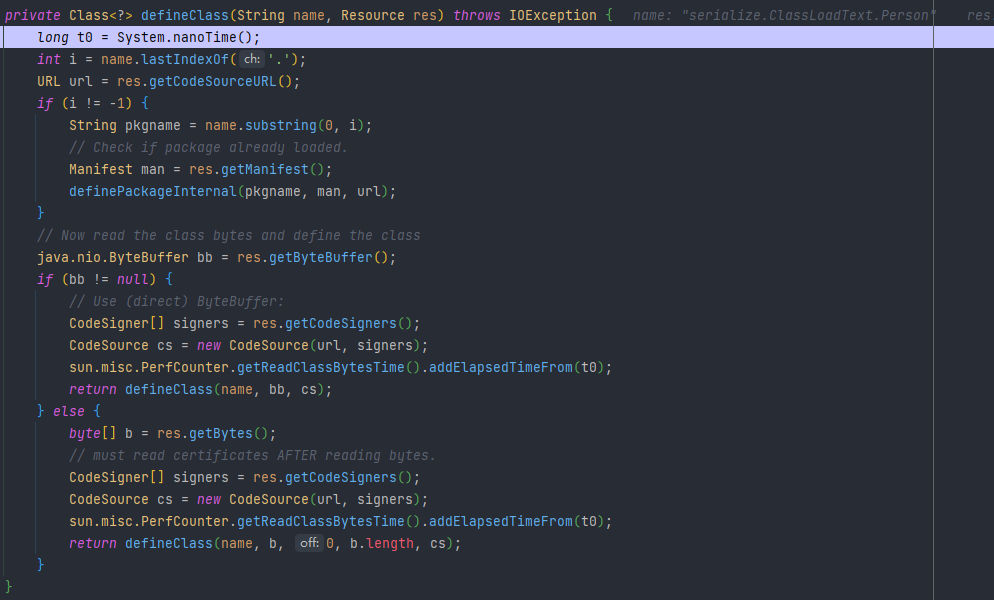 private Class<?> defineClass(String name, Resource res) throws IOException {   name: "serialize.ClassLoadText.Person"    res
    long t0 = System.nanoTime();
    int i = name.lastIndexOf( ch: '.');
    URL url = res.getCodeSourceURL();
    if (i != -1) {
        String pkgname = name.substring(0, i);
        // Check if package already loaded.
        Manifest man = res.getManifest();
        definePackageInternal(pkgname, man, url);
    }
    // Now read the class bytes and define the class
    java.nio.ByteBuffer bb = res.getByteBuffer();
    if (bb != null) {
        // Use (direct) ByteBuffer:
        CodeSigner[] signers = res.getCodeSigners();
        CodeSource cs = new CodeSource(url, signers);
        sun.misc.PerfCounter.getReadClassBytesTime().addElapsedTimeFrom(t0);
        return defineClass(name, bb, cs);
    } else {
        byte[] b = res.getBytes();
        // must read certificates AFTER reading bytes.
        CodeSigner[] signers = res.getCodeSigners();
        CodeSource cs = new CodeSource(url, signers);
        sun.misc.PerfCounter.getReadClassBytesTime().addElapsedTimeFrom(t0);
        return defineClass(name, b, off: 0, b.length, cs);
    }
}